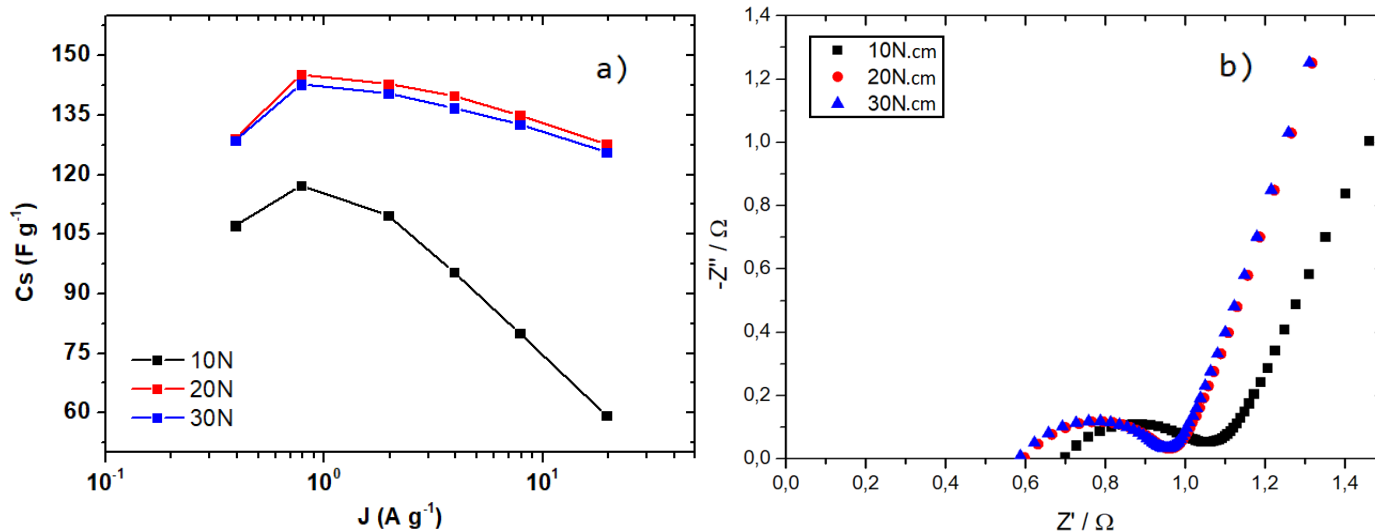 a)
150
135
120
105
90
75
60
Cs (F g-1)
10N
20N
30N
10-1
100
101
J (A g-1)
b)
10N.cm
20N.cm
30N.cm
1,4
1,2
1,0
0,8
0,6
0,4
0,2
0,0
-Z'' / Ω
0,0 0,2 0,4 0,6 0,8 1,0 1,2 1,4
Z' / Ω